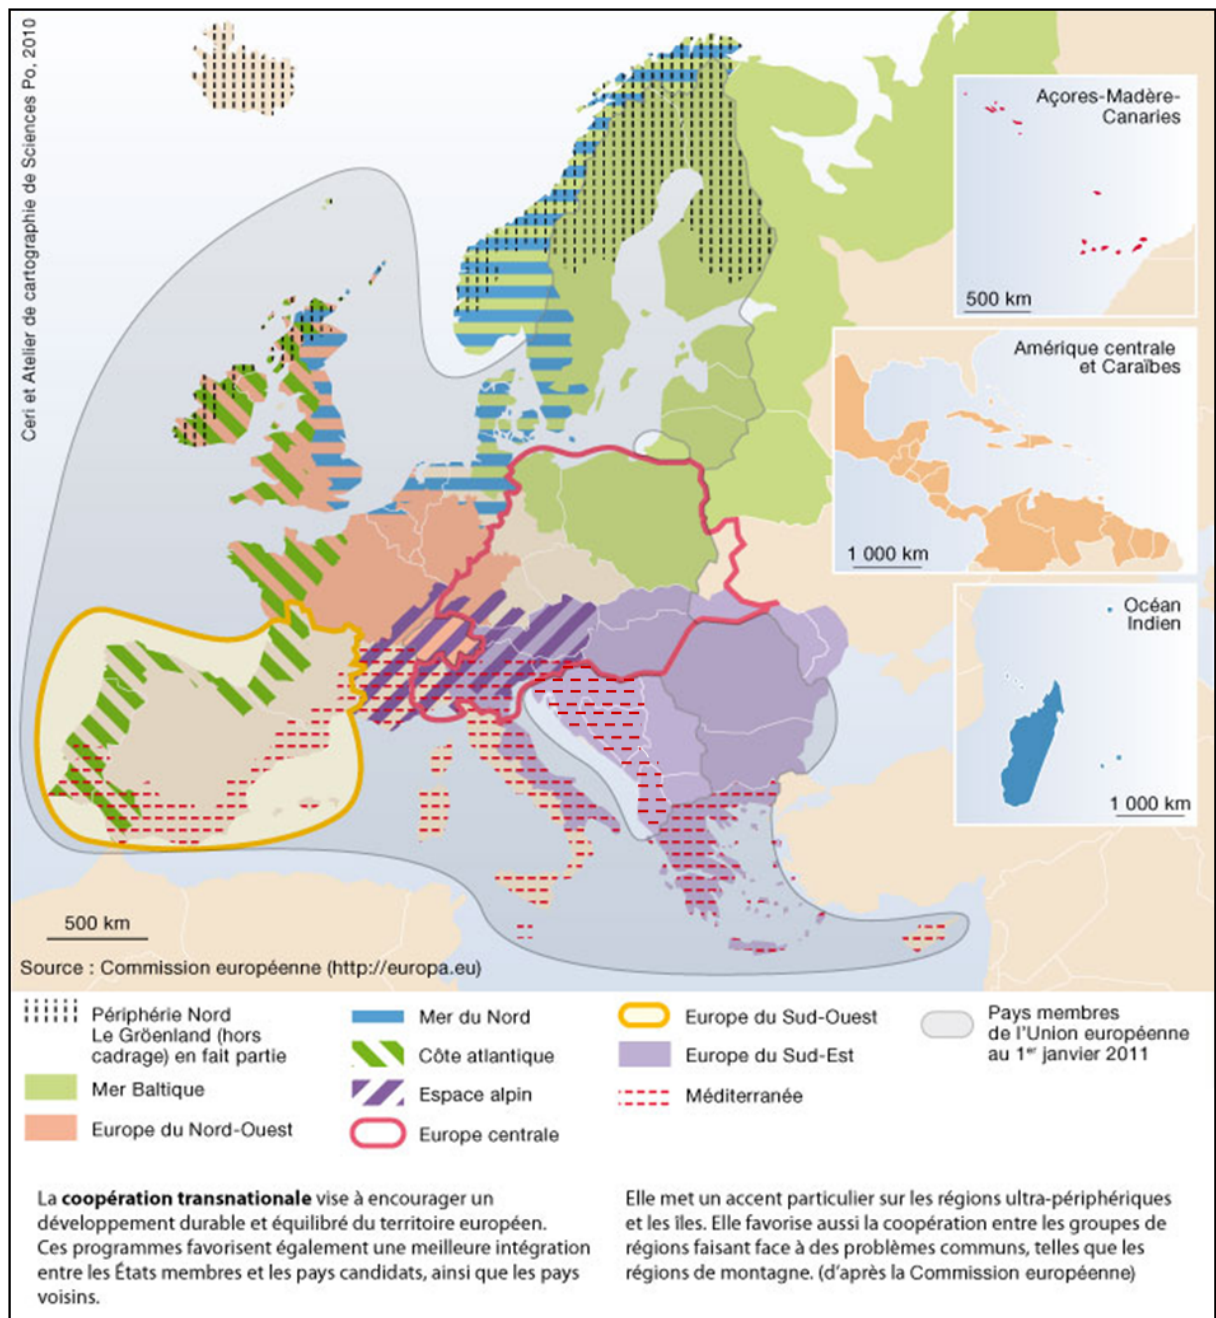 Ceri et Atelier de cartographie de Sciences Po, 2010
Açores-Madère-
Canaries
500 km
Amérique centrale
et Caraïbes
1 000 km
Océan
Indien
1 000 km
500 km
Source : Commission européenne (http://europa.eu)
Périphérie Nord
Le Gröenland (hors
cadrage) en fait partie
Mer Baltique
Europe du Nord-Ouest
Mer du Nord
Côte atlantique
Espace alpin
Europe centrale
Europe du Sud-Ouest
Europe du Sud-Est
Méditerranée
Pays membres
de l'Union européenne
au 1er janvier 2011
La coopération transnationale vise à encourager un
développement durable et équilibré du territoire européen.
Ces programmes favorisent également une meilleure intégration
entre les États membres et les pays candidats, ainsi que les pays
voisins.
Elle met un accent particulier sur les régions ultra-périphériques
et les îles. Elle favorise aussi la coopération entre les groupes de
régions faisant face à des problèmes communs, telles que les
régions de montagne. (d'après la Commission européenne)